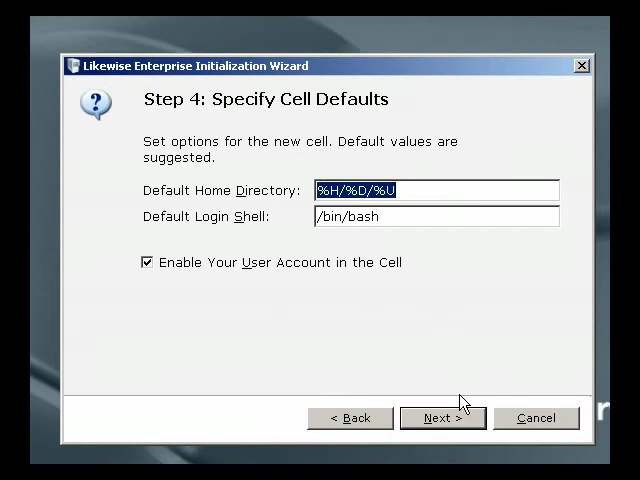 Likewise Enterprise Initialization Wizard
Step 4: Specify Cell Defaults
Set options for the new cell. Default values are
suggested.
Default Home Directory: %H/%D/%U
Default Login Shell: /bin/bash
Enable Your User Account in the Cell
< Back Next > Cancel